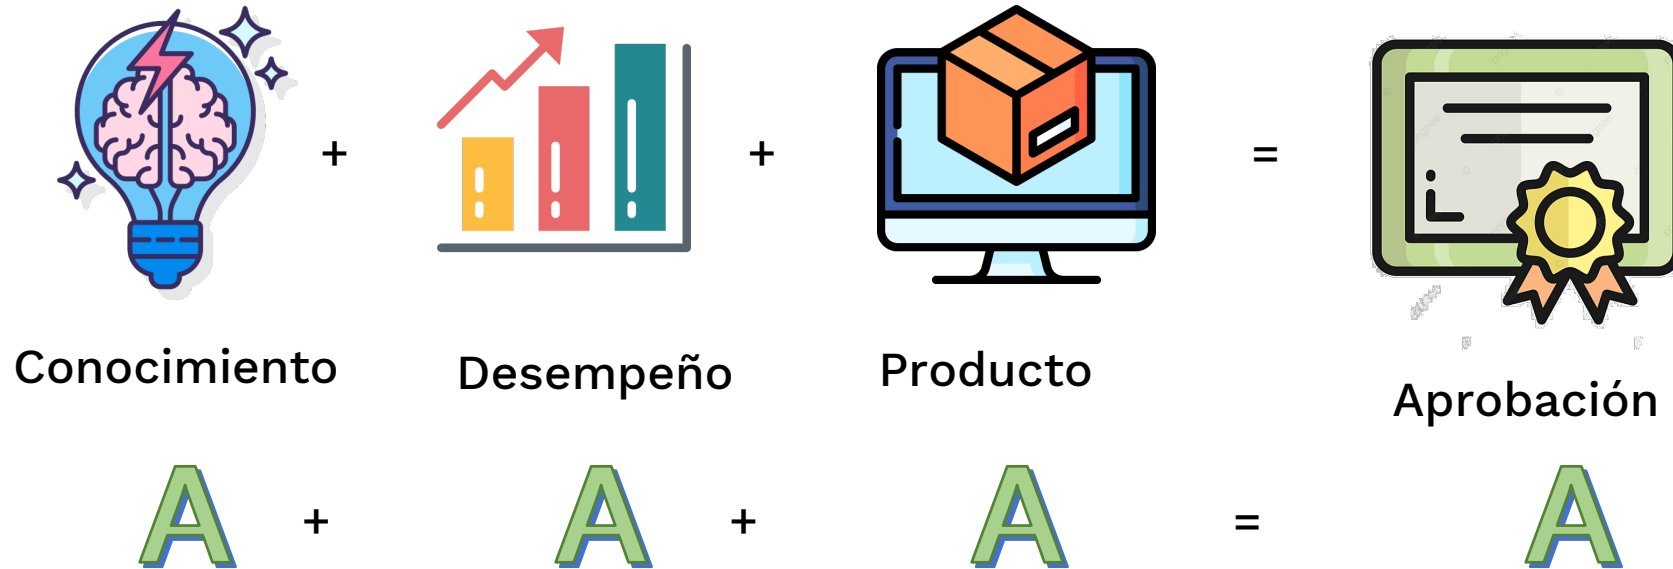 + + =
Conocimiento Desempeño Producto Aprobación
A + A + A = A